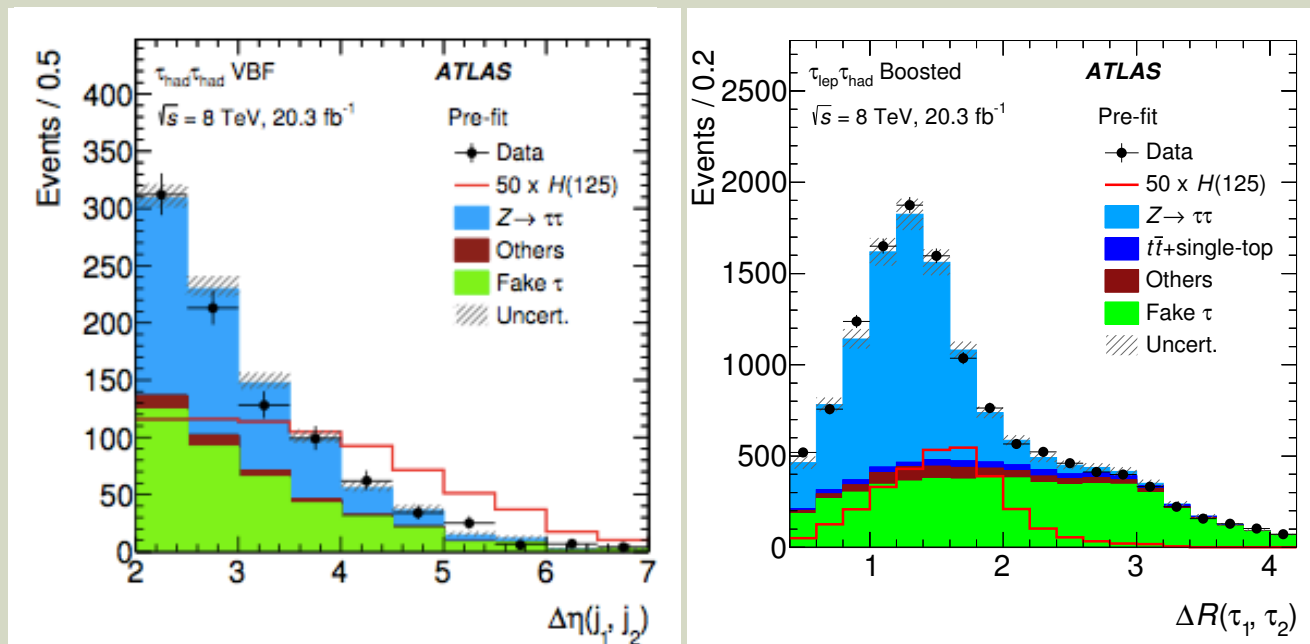 Events / 0.5
τhadτhad VBF ATLAS
√s = 8 TeV, 20.3 fb-1
Pre-fit
Data
50 x H(125)
Z→ ττ
Others
Fake τ
Uncert.
400
350
300
250
200
150
100
50
0
2 3 4 5 6 7
Δη(j1, j2)
Events / 0.2
τlepτhad Boosted ATLAS
√s = 8 TeV, 20.3 fb-1
Pre-fit
Data
50 x H(125)
Z→ ττ
tt̄+single-top
Others
Fake τ
Uncert.
2500
2000
1500
1000
500
0
1 2 3 4
ΔR(τ1, τ2)